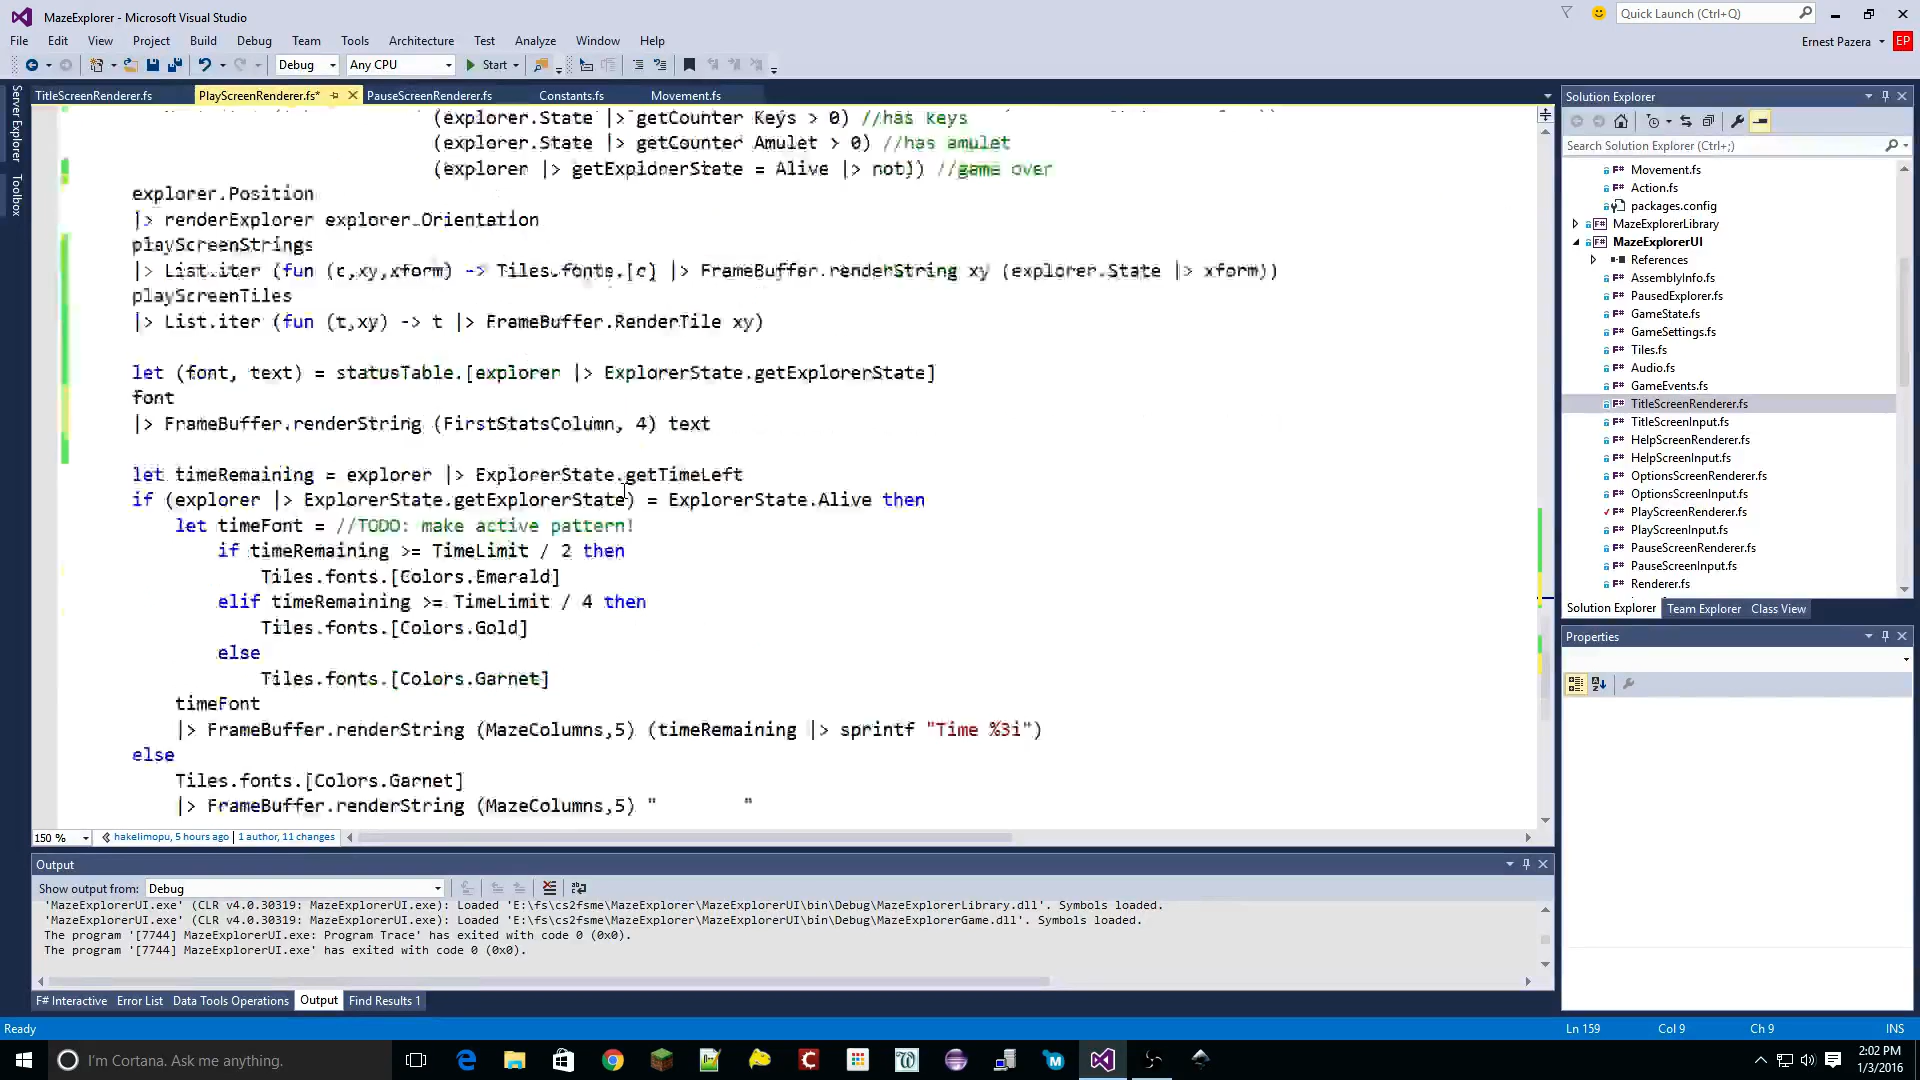 MazeExplorer - Microsoft Visual Studio
Quick Launch (Ctrl+Q)
File Edit View Project Build Debug Team Tools Architecture Test Analyze Window Help
Ernest Pazera EP
Debug Any CPU Start
Server Explorer
Toolbox
TitleScreenRenderer.fs PlayScreenRenderer.fs* PauseScreenRenderer.fs Constants.fs Movement.fs
(explorer.State |> getCounter Keys > 0) //has keys
(explorer.State |> getCounter Amulet > 0) //has amulet
(explorer |> getExplorerState = Alive |> not)) //game over
explorer.Position
|> renderExplorer explorer.Orientation
playScreenStrings
|> List.iter (fun (c,xy,xform) -> Tiles.fonts.[c] |> FrameBuffer.renderString xy (explorer.State |> xform))
playScreenTiles
|> List.iter (fun (t,xy) -> t |> FrameBuffer.RenderTile xy)
let (font, text) = statusTable.[explorer |> ExplorerState.getExplorerState]
font
|> FrameBuffer.renderString (FirstStatsColumn, 4) text
let timeRemaining = explorer |> ExplorerState.getTimeLeft
if (explorer |> ExplorerState.getExplorerState) = ExplorerState.Alive then
let timeFont = //TODO: make active pattern!
if timeRemaining >= TimeLimit / 2 then
Tiles.fonts.[Colors.Emerald]
elif timeRemaining >= TimeLimit / 4 then
Tiles.fonts.[Colors.Gold]
else
Tiles.fonts.[Colors.Garnet]
timeFont
|> FrameBuffer.renderString (MazeColumns,5) (timeRemaining |> sprintf "Time %3i")
else
Tiles.fonts.[Colors.Garnet]
|> FrameBuffer.renderString (MazeColumns,5) "        "
150 % hakelimopu, 5 hours ago | 1 author, 11 changes
Output
Show output from: Debug
'MazeExplorerUI.exe' (CLR v4.0.30319: MazeExplorerUI.exe): Loaded 'E:\fs\cs2fsme\MazeExplorer\MazeExplorerUI\bin\Debug\MazeExplorerLibrary.dll'. Symbols loaded.
'MazeExplorerUI.exe' (CLR v4.0.30319: MazeExplorerUI.exe): Loaded 'E:\fs\cs2fsme\MazeExplorer\MazeExplorerUI\bin\Debug\MazeExplorerGame.dll'. Symbols loaded.
The program '[7744] MazeExplorerUI.exe: Program Trace' has exited with code 0 (0x0).
The program '[7744] MazeExplorerUI.exe' has exited with code 0 (0x0).
F# Interactive Error List Data Tools Operations Output Find Results 1
Solution Explorer
Search Solution Explorer (Ctrl+;)
F# Movement.fs
F# Action.fs
packages.config
F# MazeExplorerLibrary
F# MazeExplorerUI
References
F# AssemblyInfo.fs
F# PausedExplorer.fs
F# GameState.fs
F# GameSettings.fs
F# Tiles.fs
F# Audio.fs
F# GameEvents.fs
F# TitleScreenRenderer.fs
F# TitleScreenInput.fs
F# HelpScreenRenderer.fs
F# HelpScreenInput.fs
F# OptionsScreenRenderer.fs
F# OptionsScreenInput.fs
F# PlayScreenRenderer.fs
F# PlayScreenInput.fs
F# PauseScreenRenderer.fs
F# PauseScreenInput.fs
F# Renderer.fs
Solution Explorer Team Explorer Class View
Properties
Ready Ln 159 Col 9 Ch 9 INS
I'm Cortana. Ask me anything.
2:02 PM
1/3/2016